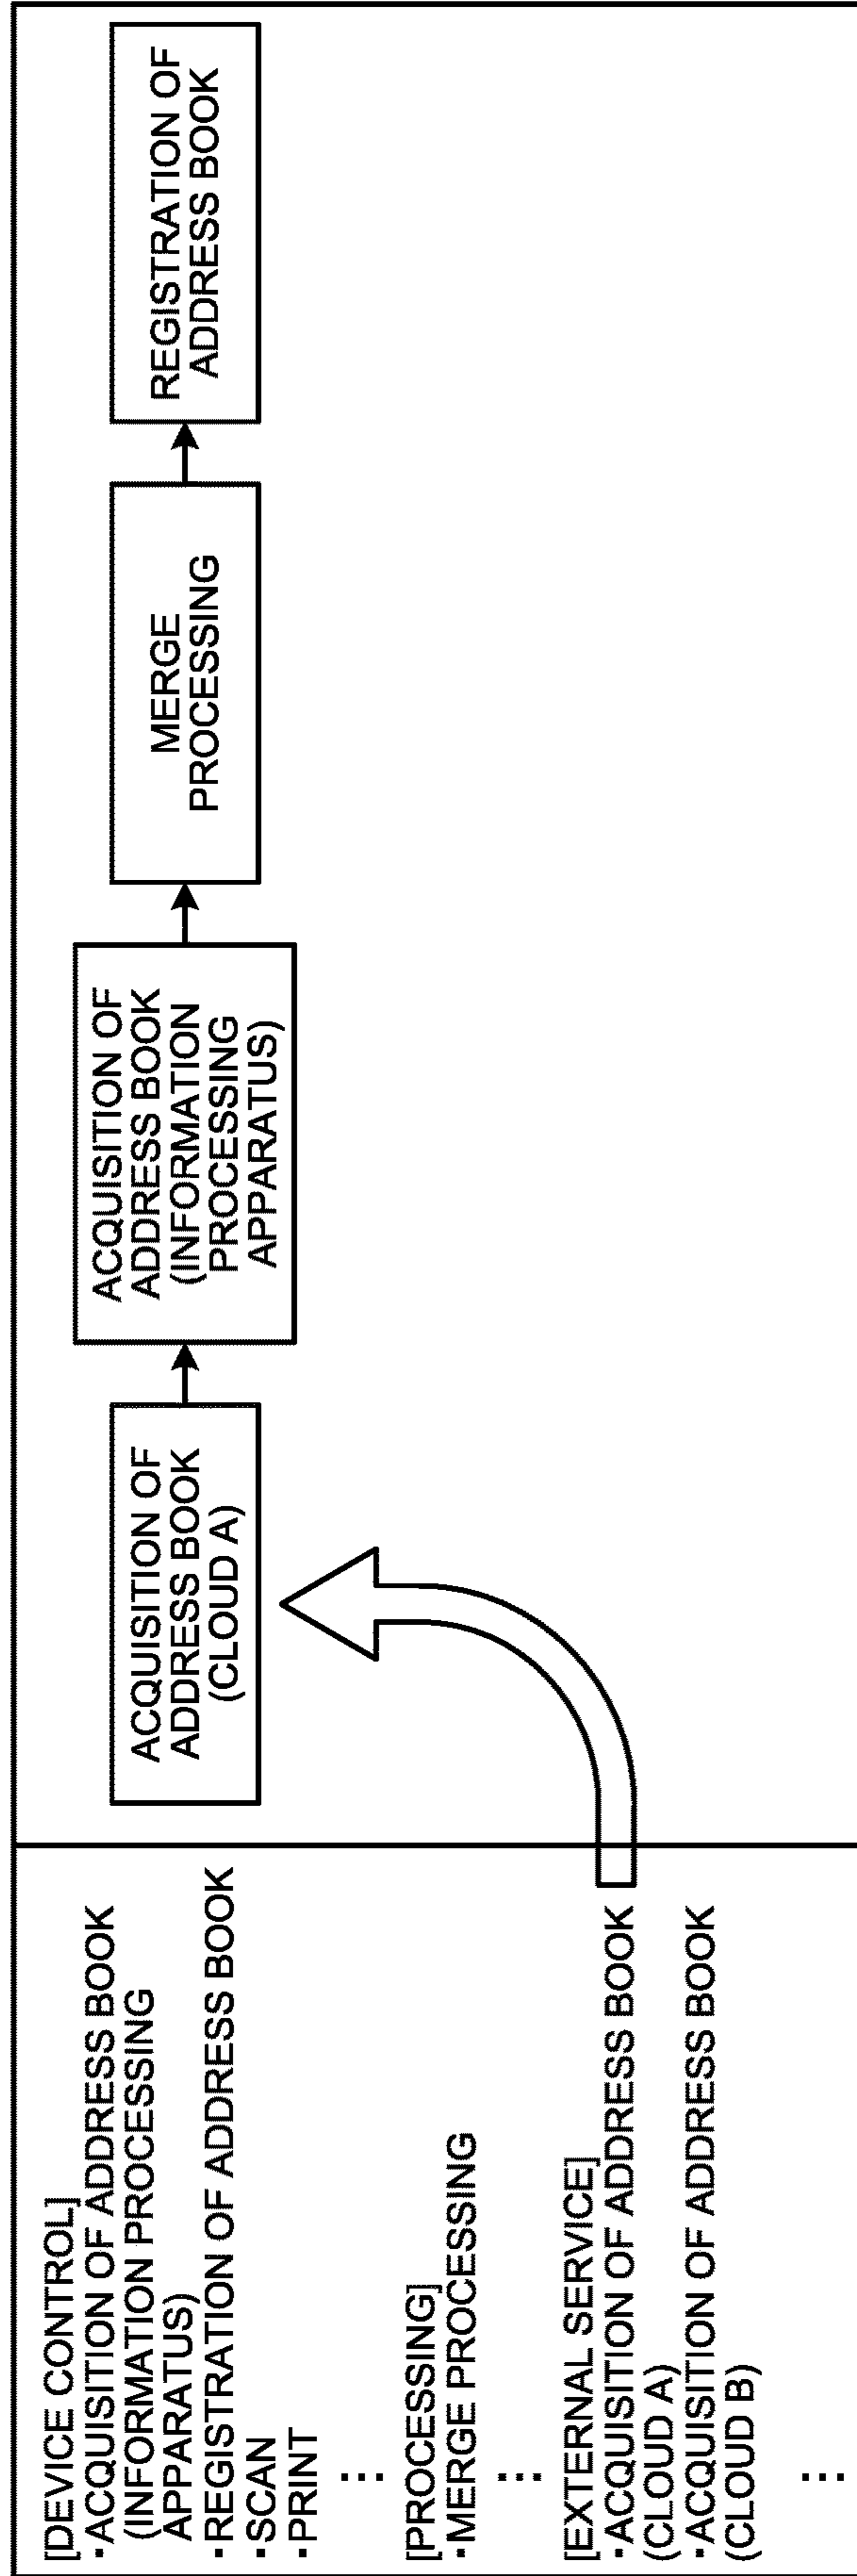 [DEVICE CONTROL]
·ACQUISITION OF ADDRESS BOOK
(INFORMATION PROCESSING
APPARATUS)
·REGISTRATION OF ADDRESS BOOK
·SCAN
·PRINT
⋮
[PROCESSING]
·MERGE PROCESSING
⋮
[EXTERNAL SERVICE]
·ACQUISITION OF ADDRESS BOOK
(CLOUD A)
·ACQUISITION OF ADDRESS BOOK
(CLOUD B)
⋮
ACQUISITION OF
ADDRESS BOOK
(CLOUD A)
ACQUISITION OF
ADDRESS BOOK
(INFORMATION
PROCESSING
APPARATUS)
MERGE
PROCESSING
REGISTRATION OF
ADDRESS BOOK